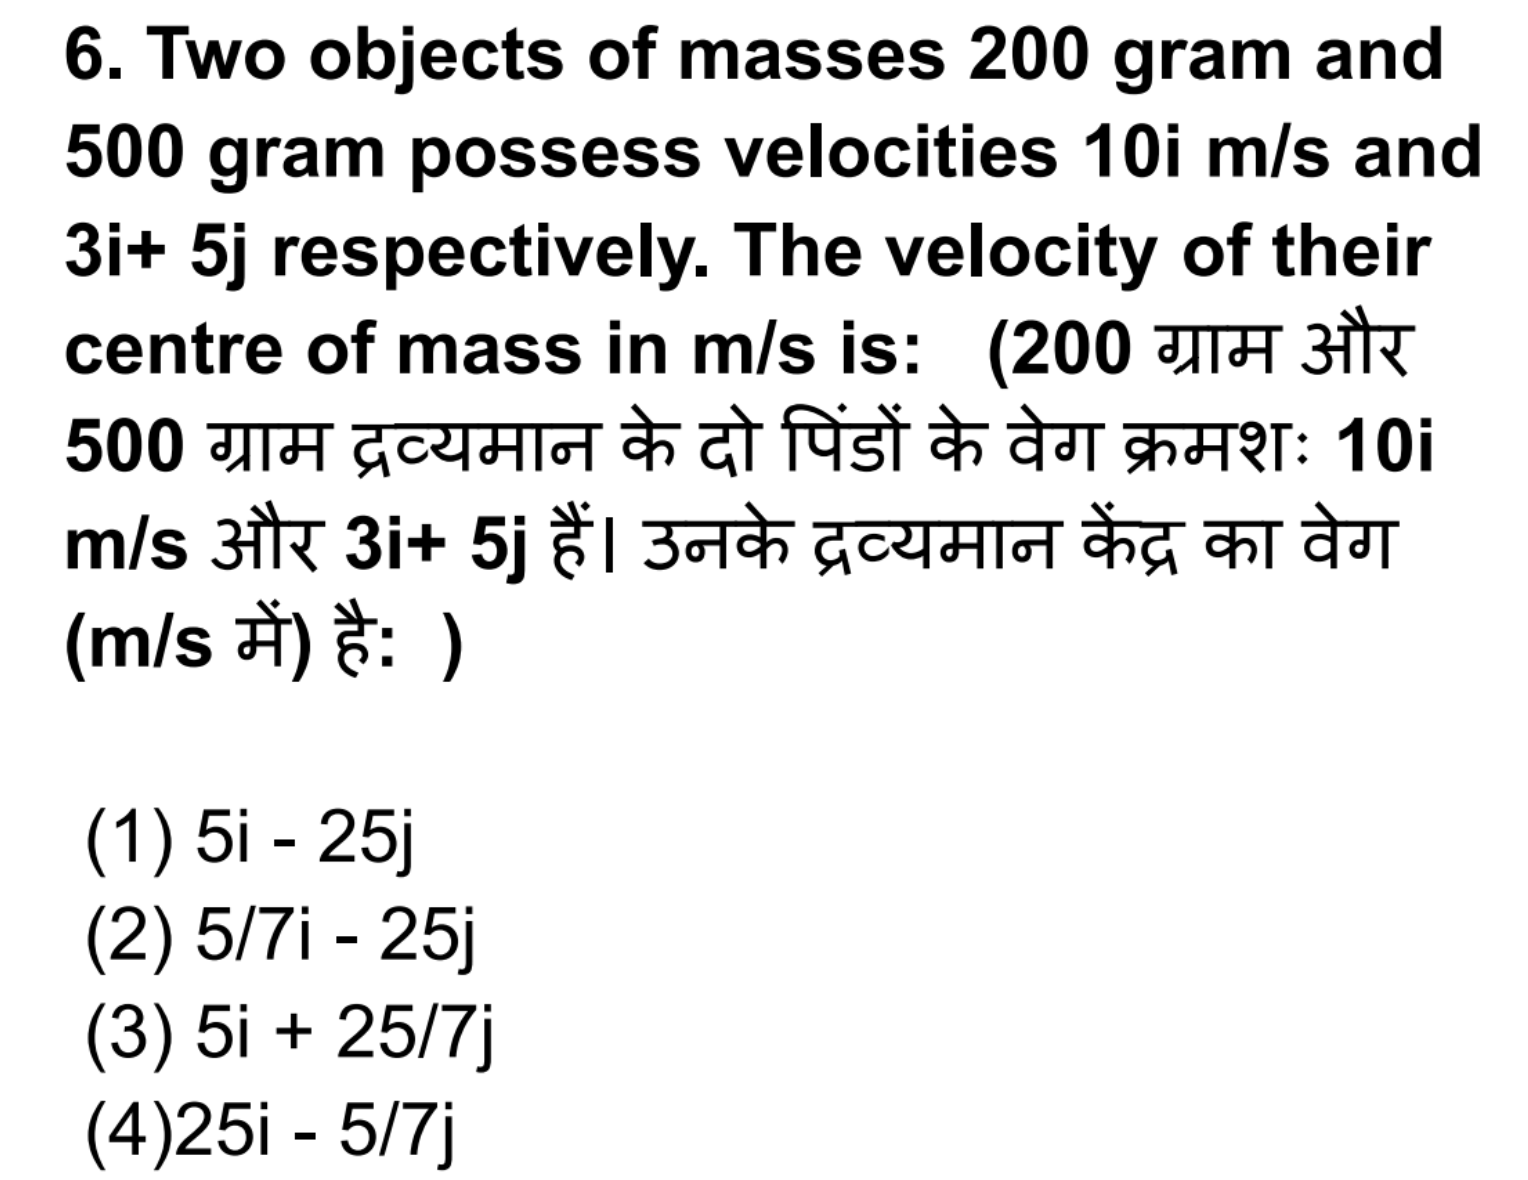 6. Two objects of masses 200 gram and
500 gram possess velocities 10i m/s and
3i+ 5j respectively. The velocity of their
centre of mass in m/s is: (200 ग्राम और
500 ग्राम द्रव्यमान के दो पिंडों के वेग क्रमशः 10i
m/s और 3i+ 5j हैं। उनके द्रव्यमान केंद्र का वेग
(m/s में) है: )
(1) 5i - 25j
(2) 5/7i - 25j
(3) 5i + 25/7j
(4)25i - 5/7j